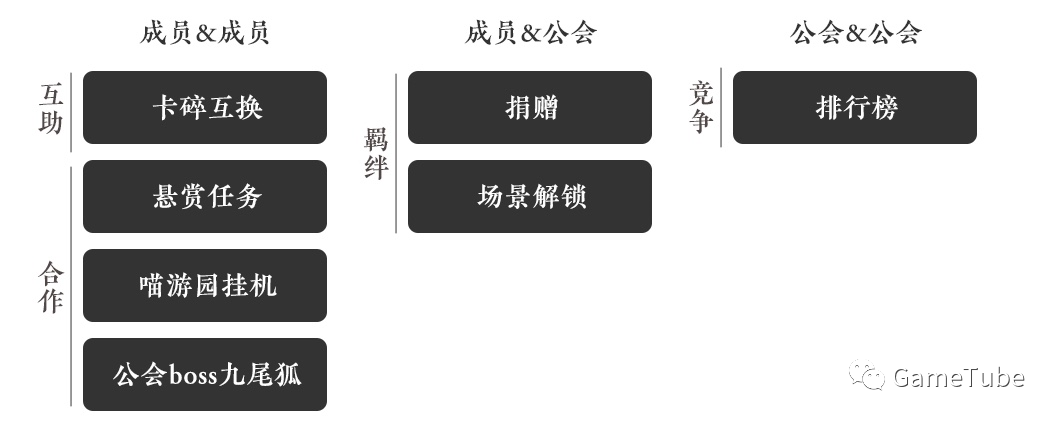 成员&成员
互助
卡碎互换
合作
悬赏任务
喵游园挂机
公会boss九尾狐
成员&公会
羁绊
捐赠
场景解锁
公会&公会
竞争
排行榜
GameTube